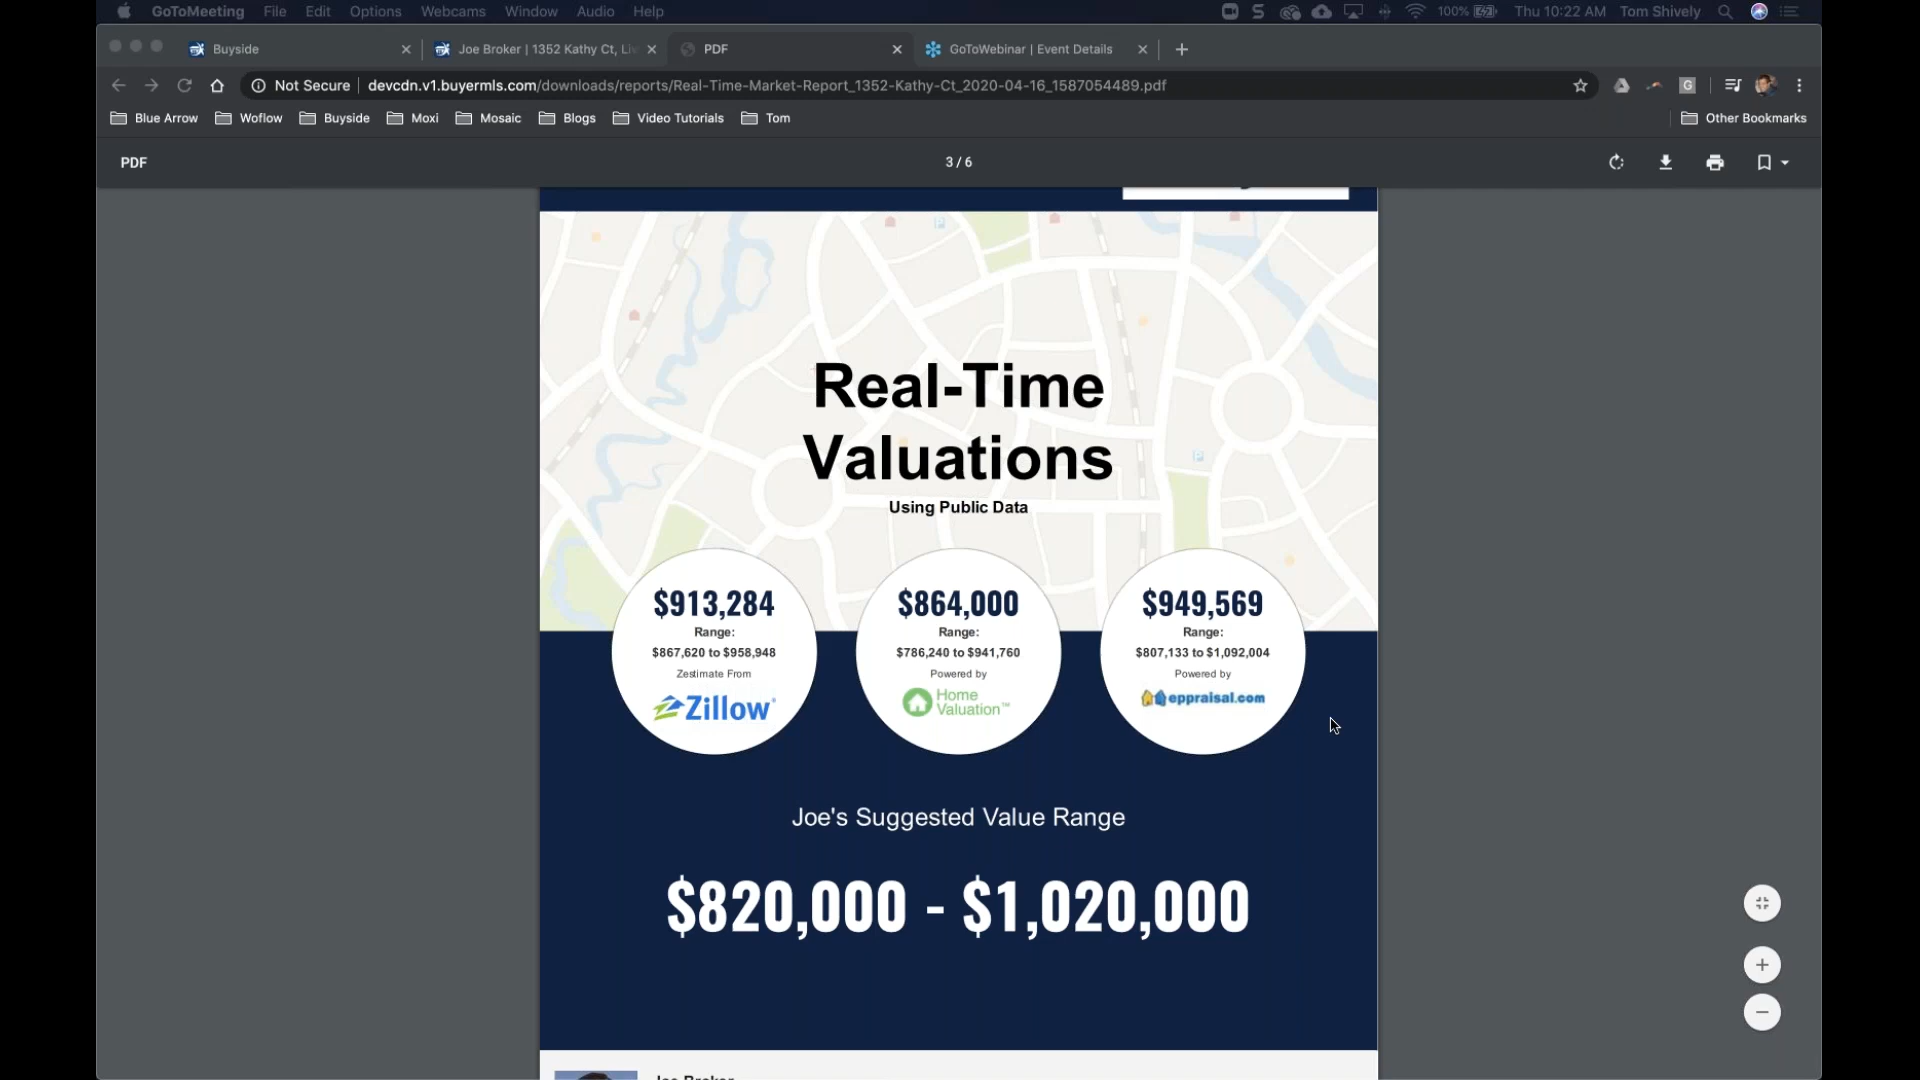 GoToMeeting File Edit Options Webcams Window Audio Help 100% Thu 10:22 AM Tom Shively
Buyside Joe Broker | 1352 Kathy Ct, Liv PDF GoToWebinar | Event Details
Not Secure devcdn.v1.buyermls.com/downloads/reports/Real-Time-Market-Report_1352-Kathy-Ct_2020-04-16_1587054489.pdf
Blue Arrow Woflow Buyside Moxi Mosaic Blogs Video Tutorials Tom Other Bookmarks
PDF 3 / 6
Real-Time
Valuations
Using Public Data
$913,284
Range:
$867,620 to $958,948
Zestimate From
Zillow®
$864,000
Range:
$786,240 to $941,760
Powered by
Home
Valuation™
$949,569
Range:
$807,133 to $1,092,004
Powered by
eppraisal.com
Joe's Suggested Value Range
$820,000 - $1,020,000
Joe Broker